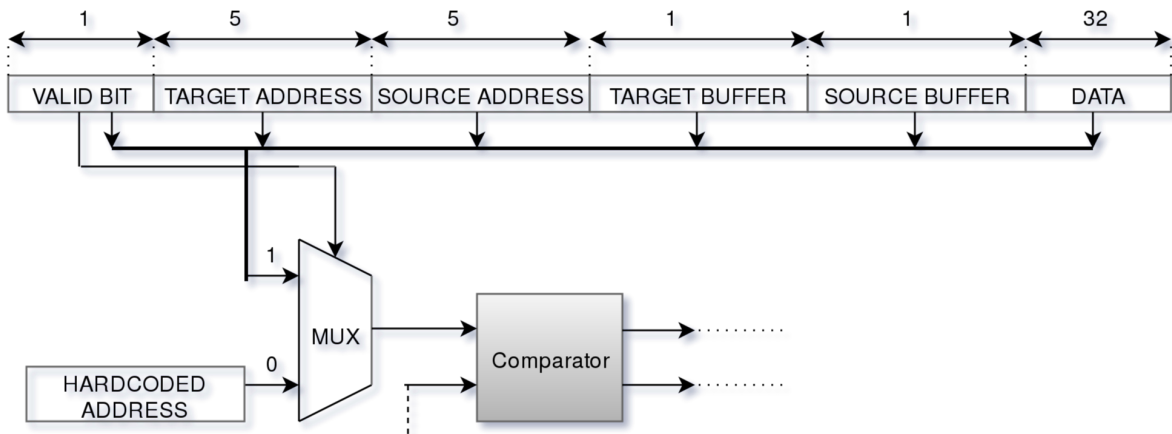 1 5 5 1 1 32
VALID BIT TARGET ADDRESS SOURCE ADDRESS TARGET BUFFER SOURCE BUFFER DATA
1
MUX
Comparator
0
HARDCODED
ADDRESS